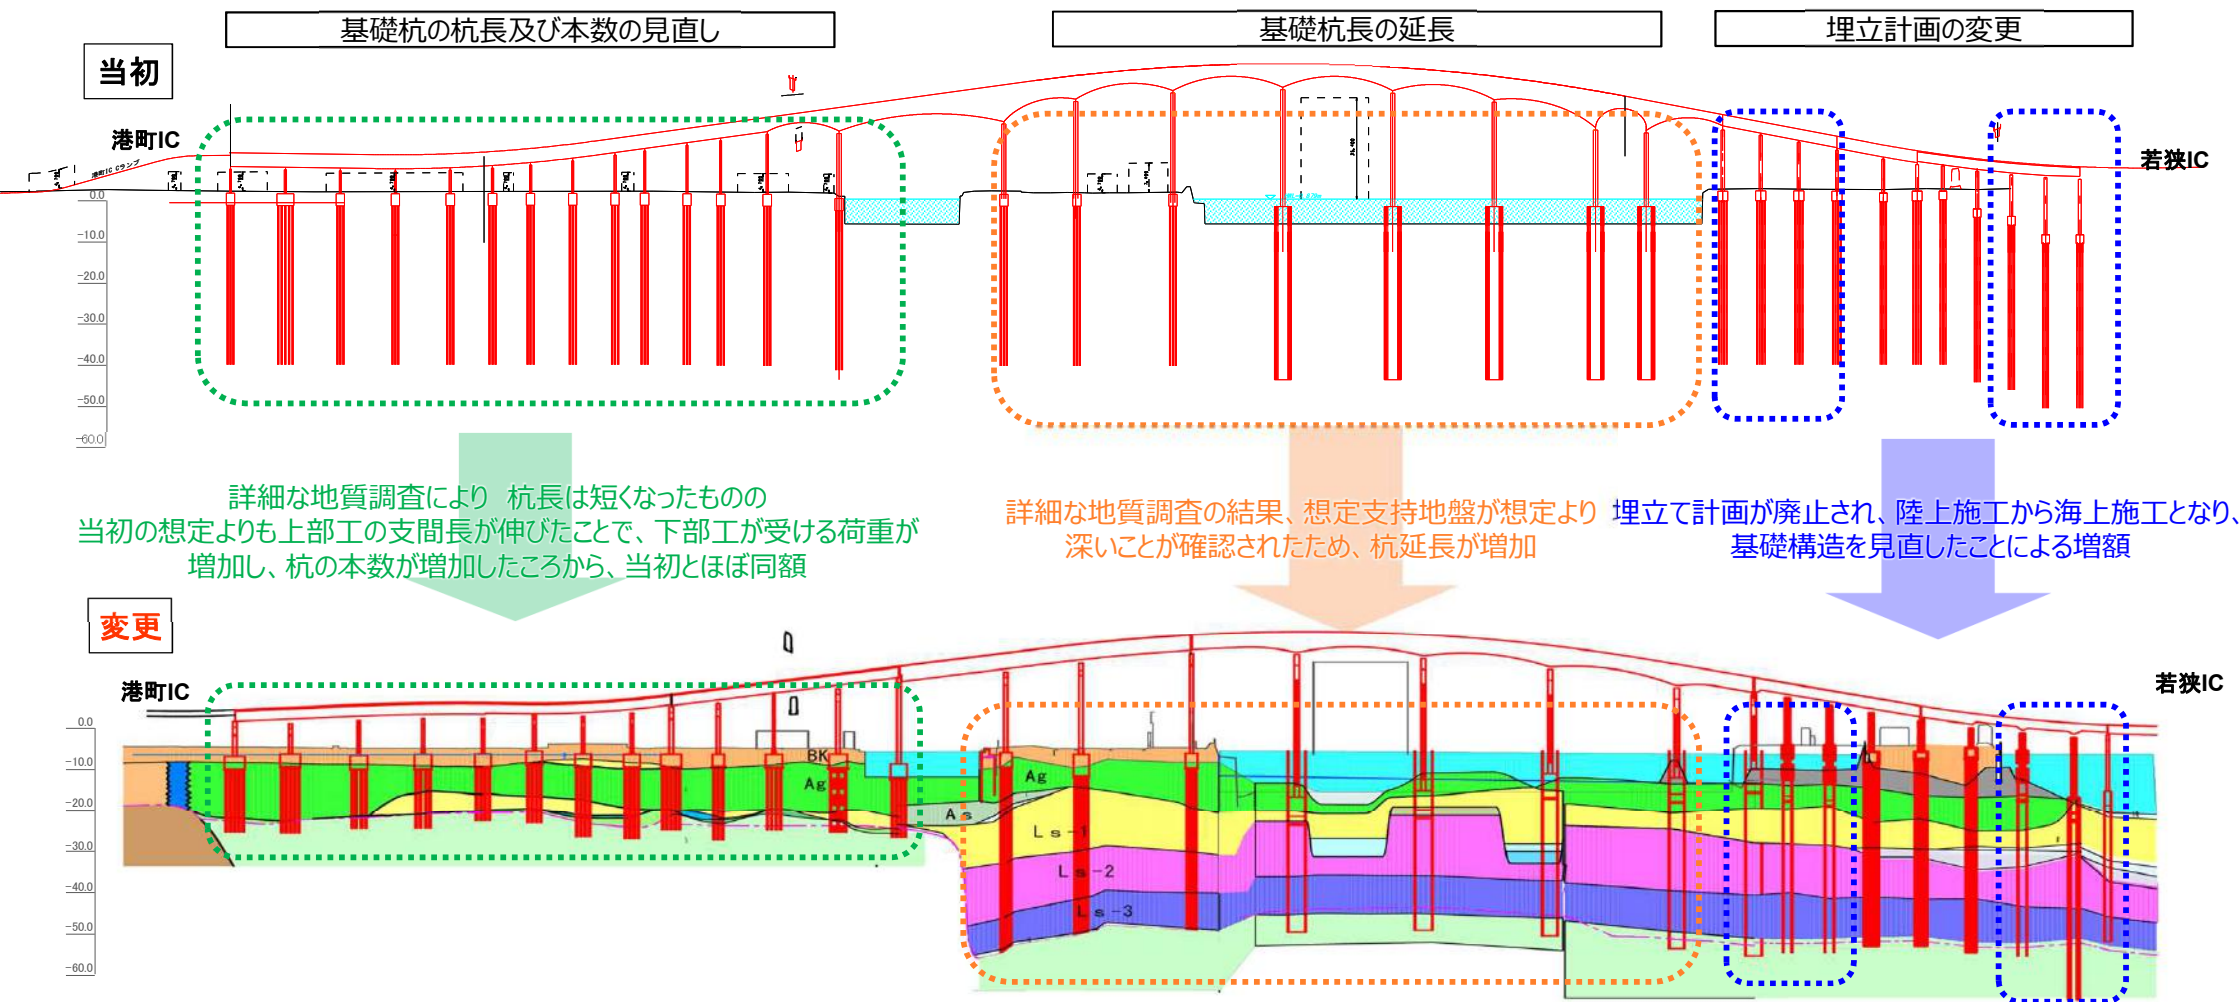 基礎杭の杭長及び本数の見直し
基礎杭長の延長
埋立計画の変更
当初
港町IC
港町IC Cランプ
若狭IC
0.0
-10.0
-20.0
-30.0
-40.0
-50.0
-60.0
詳細な地質調査により 杭長は短くなったものの
当初の想定よりも上部工の支間長が伸びたことで、下部工が受ける荷重が
増加し、杭の本数が増加したころから、当初とほぼ同額
詳細な地質調査の結果、想定支持地盤が想定より
深いことが確認されたため、杭延長が増加
埋立て計画が廃止され、陸上施工から海上施工となり、
基礎構造を見直したことによる増額
変更
港町IC
若狭IC
0.0
-10.0
-20.0
-30.0
-40.0
-50.0
-60.0
BK
Ag
Ag
As
Ls-1
Ls-2
Ls-3